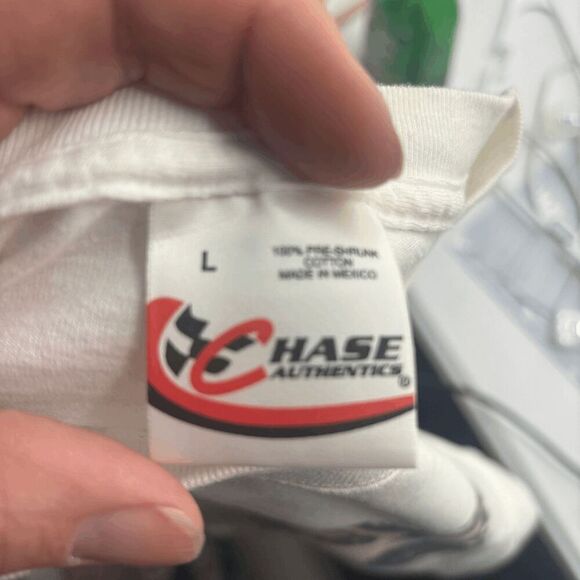 L
100% PRE-SHRUNK
COTTON
MADE IN MEXICO
CHASE
AUTHENTICS®